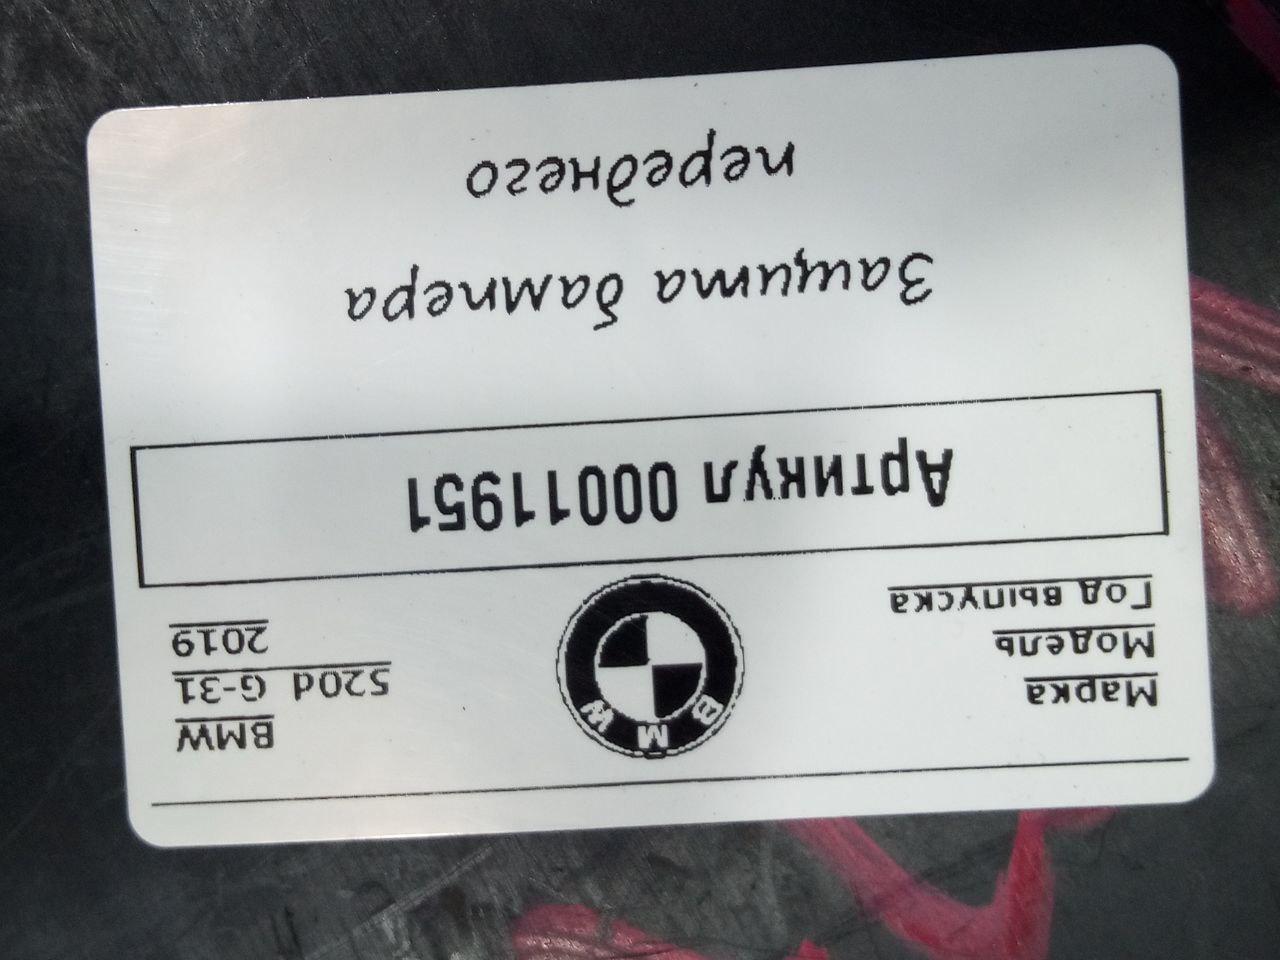 Марка BMW
Модель 520d G-31
Год выпуска 2019
BMW
Артикул 00011951
Защита бампера
переднего